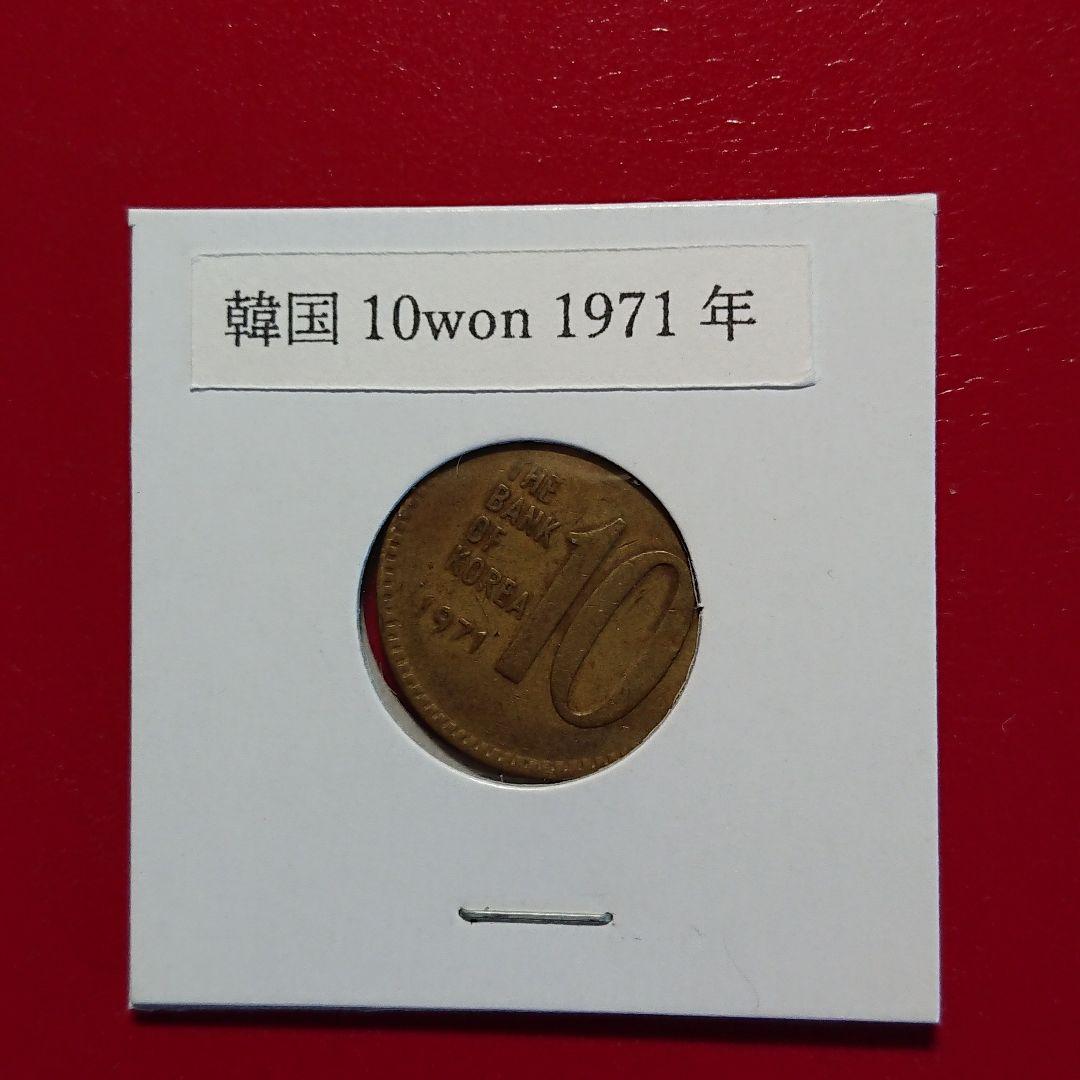 韓国 10won 1971 年
THE
BANK
OF
KOREA
1971
10